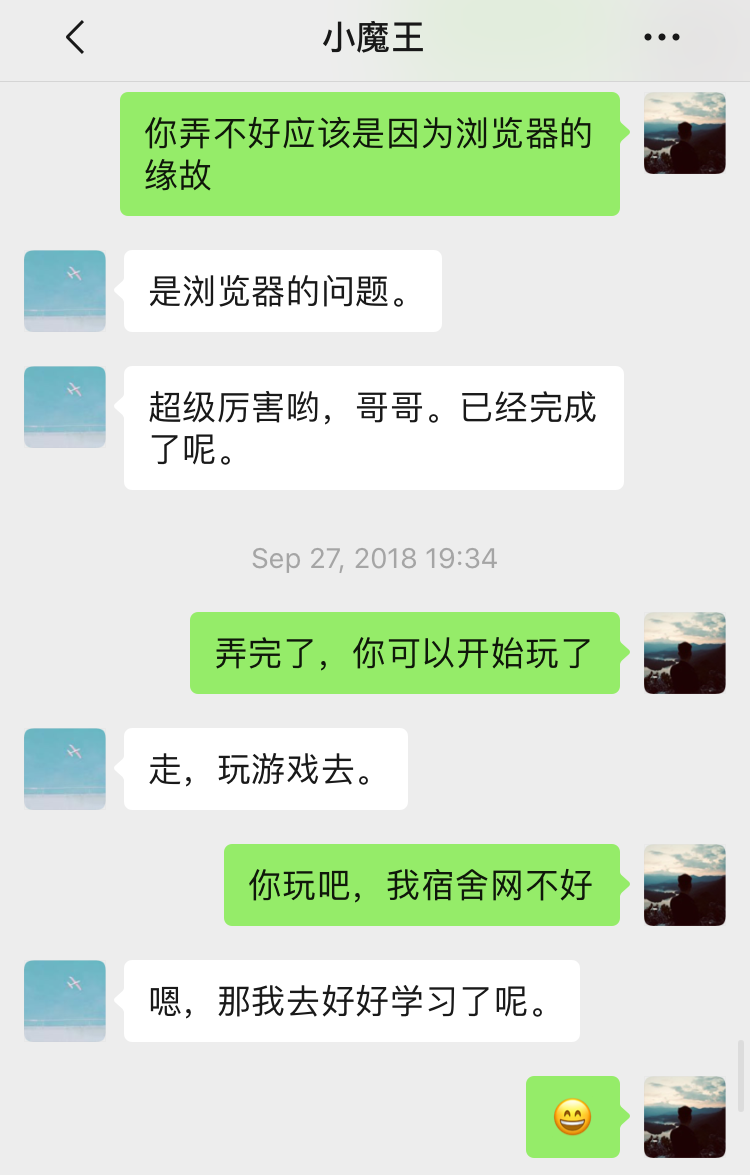 小魔王
你弄不好应该是因为浏览器的
缘故
是浏览器的问题。
超级厉害哟，哥哥。已经完成
了呢。
Sep 27, 2018 19:34
弄完了，你可以开始玩了
走，玩游戏去。
你玩吧，我宿舍网不好
嗯，那我去好好学习了呢。
😄